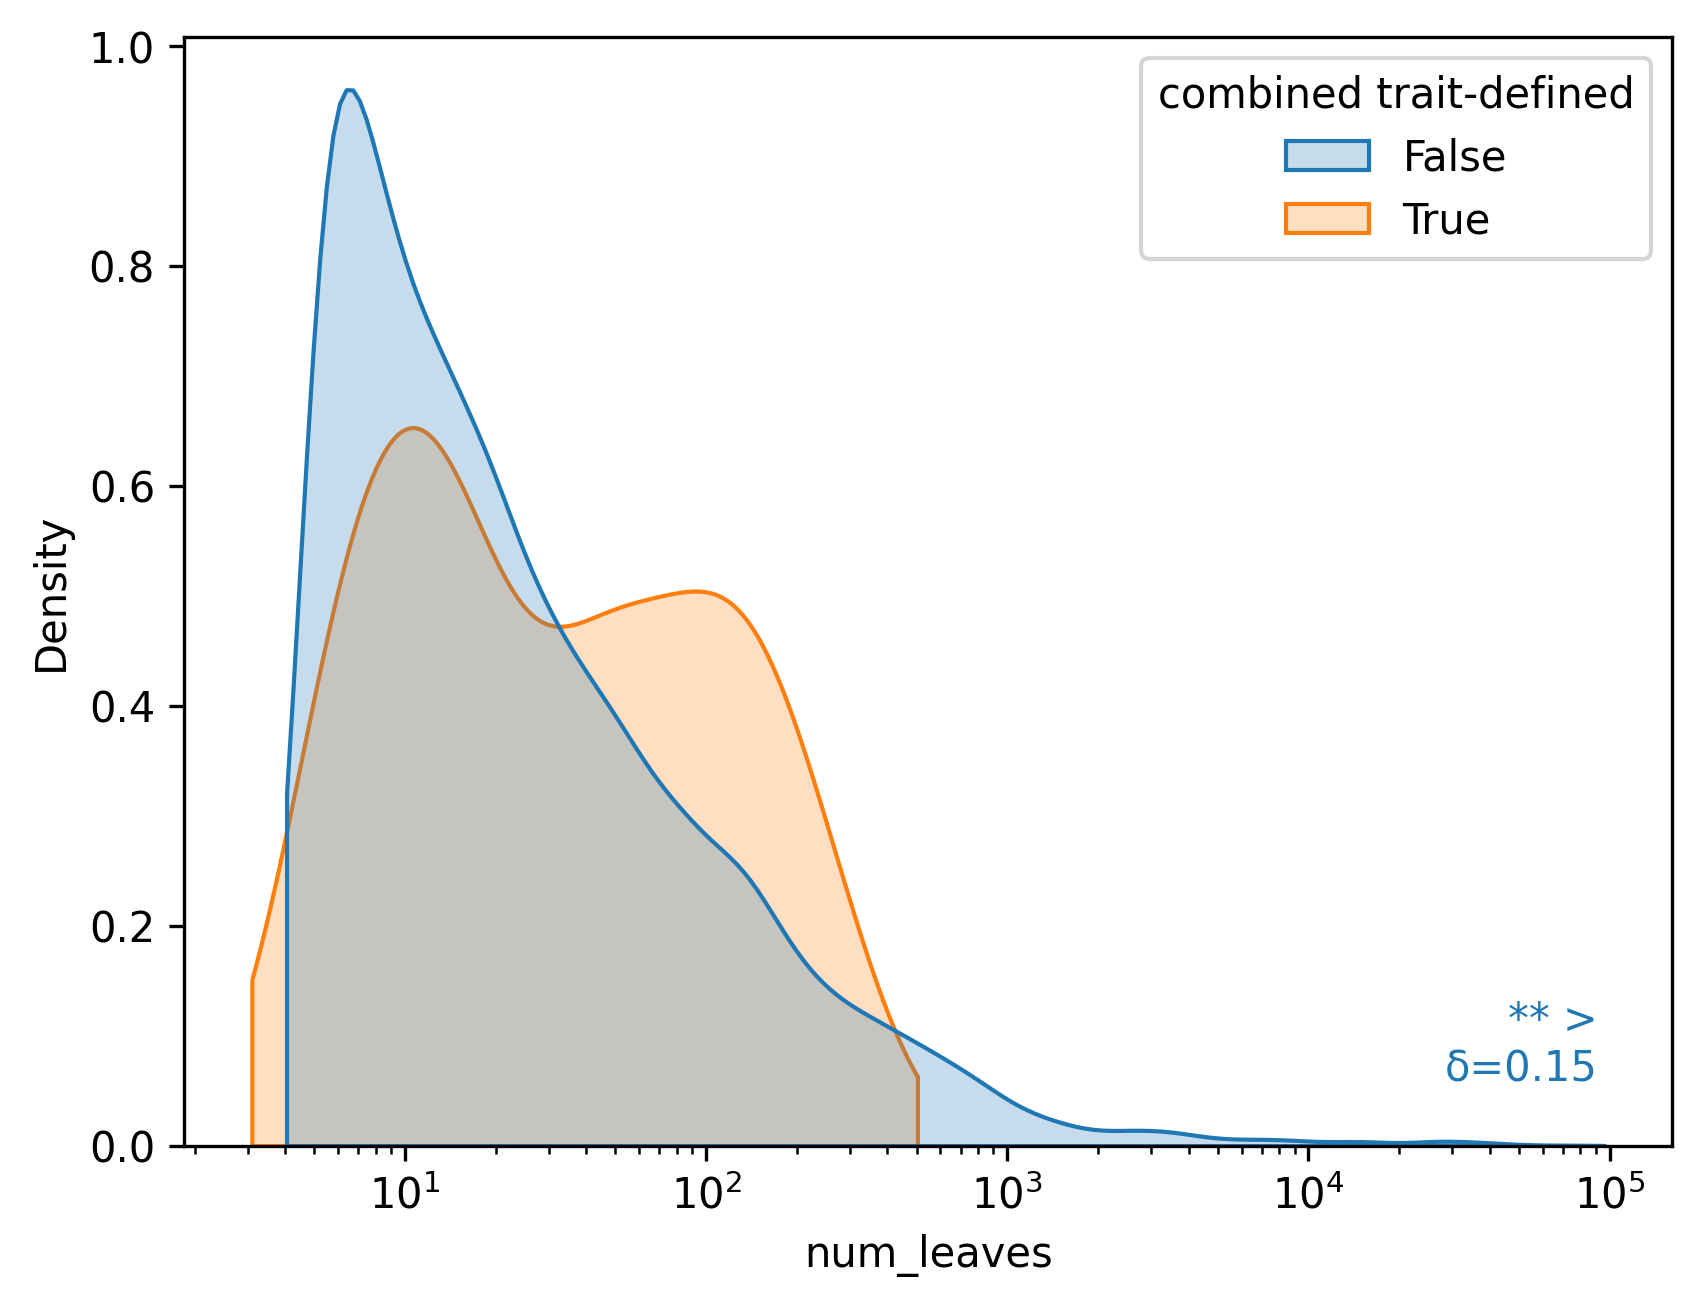 combined trait-defined
False
True
1.0
0.8
0.6
0.4
0.2
0.0
Density
** >
δ=0.15
10¹ 10² 10³ 10⁴ 10⁵
num_leaves